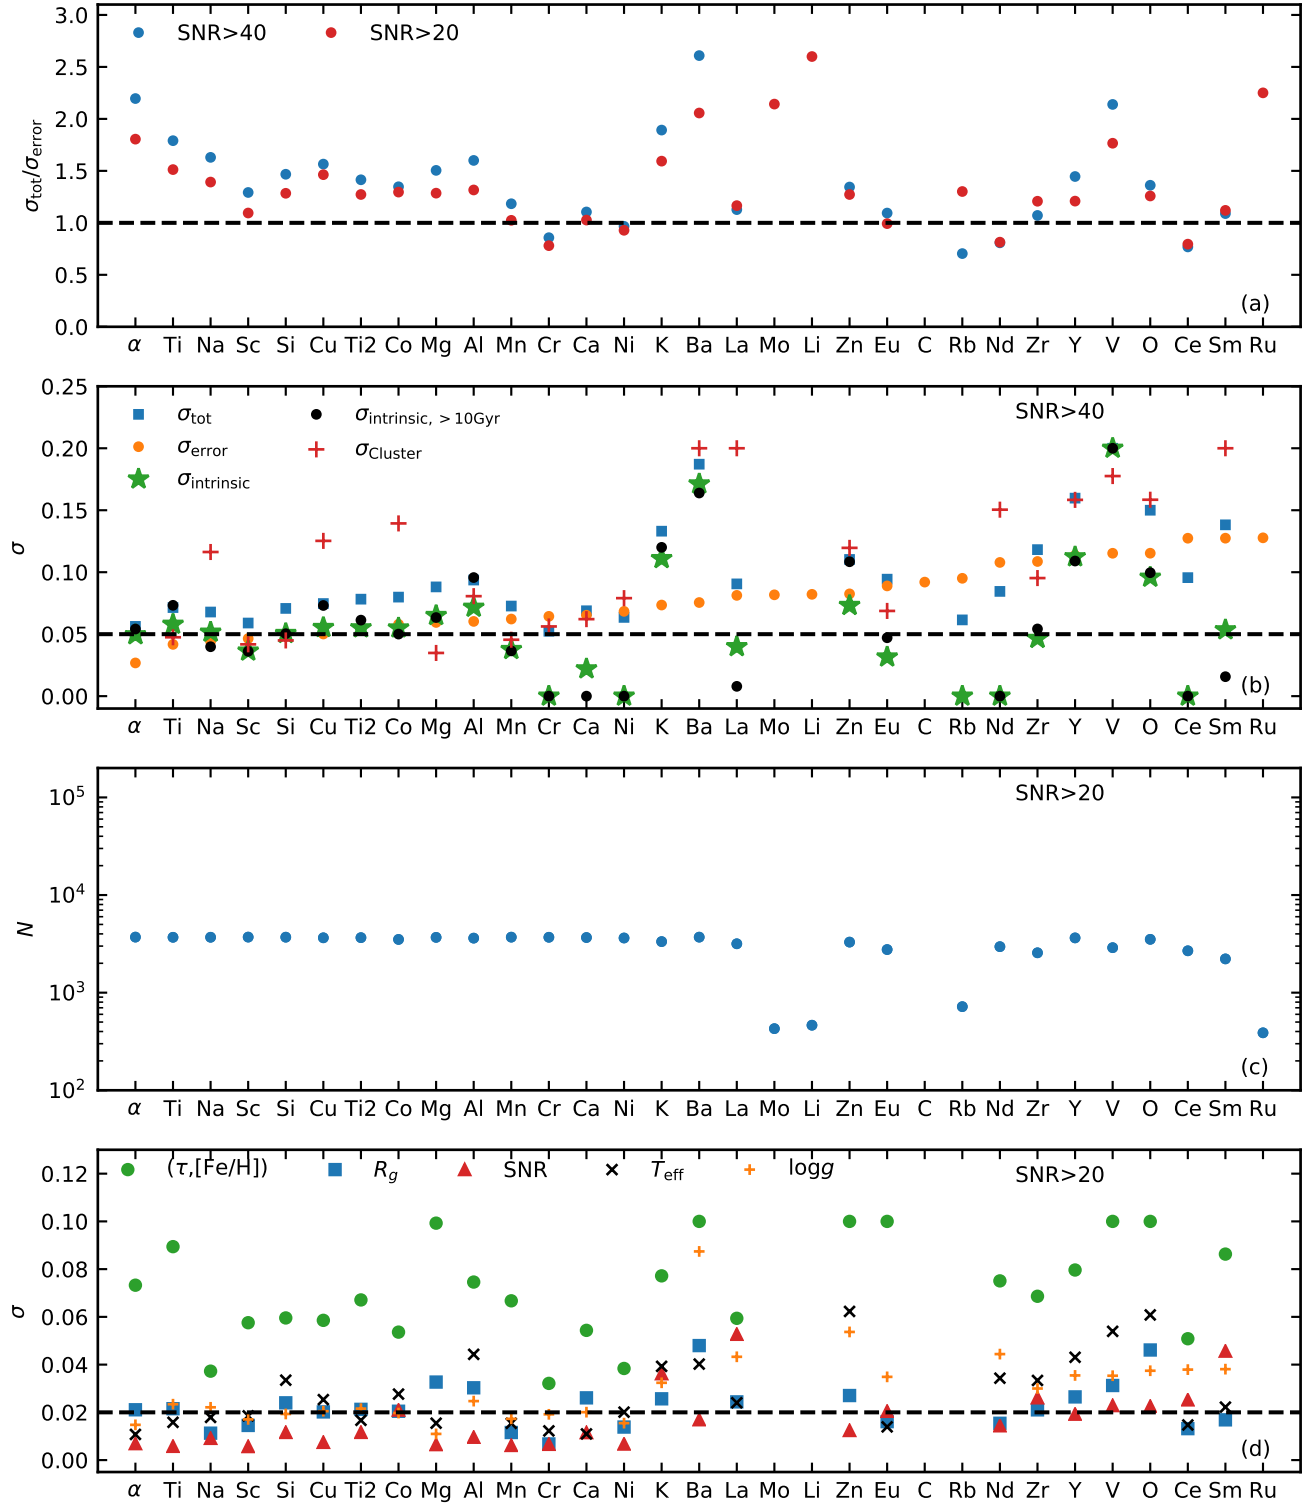 3.0
SNR>40 SNR>20
2.5
2.0
1.5
1.0
0.5
0.0
σtot/σerror
(a)
α Ti Na Sc Si Cu Ti2 Co Mg Al Mn Cr Ca Ni K Ba La Mo Li Zn Eu C Rb Nd Zr Y V O Ce Sm Ru
0.25
σtot σintrinsic, >10Gyr SNR>40
σerror σCluster
σintrinsic
0.20
0.15
0.10
0.05
0.00
σ
(b)
α Ti Na Sc Si Cu Ti2 Co Mg Al Mn Cr Ca Ni K Ba La Mo Li Zn Eu C Rb Nd Zr Y V O Ce Sm Ru
SNR>20
10⁵
10⁴
10³
10²
N
(c)
α Ti Na Sc Si Cu Ti2 Co Mg Al Mn Cr Ca Ni K Ba La Mo Li Zn Eu C Rb Nd Zr Y V O Ce Sm Ru
(τ,[Fe/H]) Rg SNR Teff logg SNR>20
0.12
0.10
0.08
0.06
0.04
0.02
0.00
σ
(d)
α Ti Na Sc Si Cu Ti2 Co Mg Al Mn Cr Ca Ni K Ba La Mo Li Zn Eu C Rb Nd Zr Y V O Ce Sm Ru